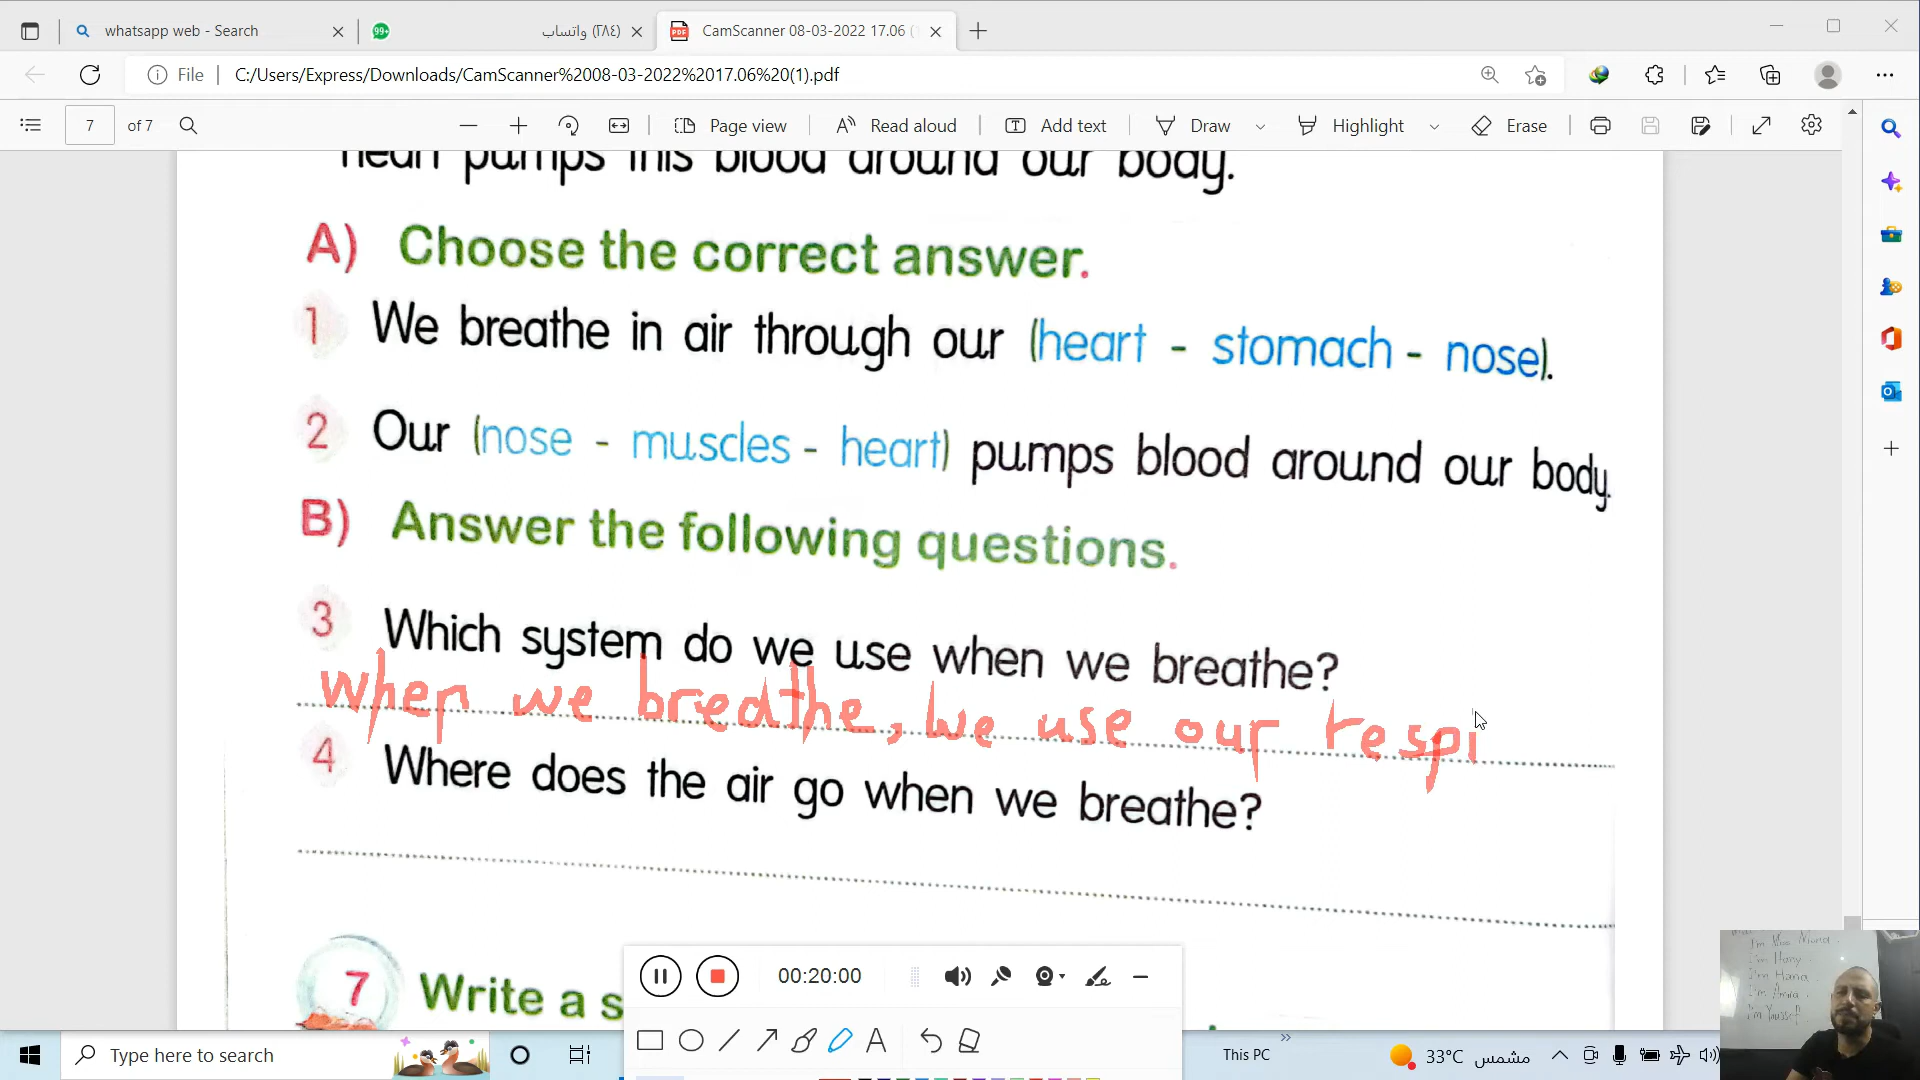 whatsapp web - Search
99+
(٢٨٤) واتساب
CamScanner 08-03-2022 17.06 (1
File
C:/Users/Express/Downloads/CamScanner%2008-03-2022%2017.06%20(1).pdf
7
of 7
Page view
Read aloud
Add text
Draw
Highlight
Erase
heart pumps this blood around our body.
A) Choose the correct answer.
1 We breathe in air through our (heart - stomach - nose).
2 Our (nose - muscles - heart) pumps blood around our body.
B) Answer the following questions.
3 Which system do we use when we breathe?
when we breathe, we use our respi
4 Where does the air go when we breathe?
7 Write a s
00:20:00
I'm Hany
I'm Hana
I'm Amira
Type here to search
This PC
33°C مشمس